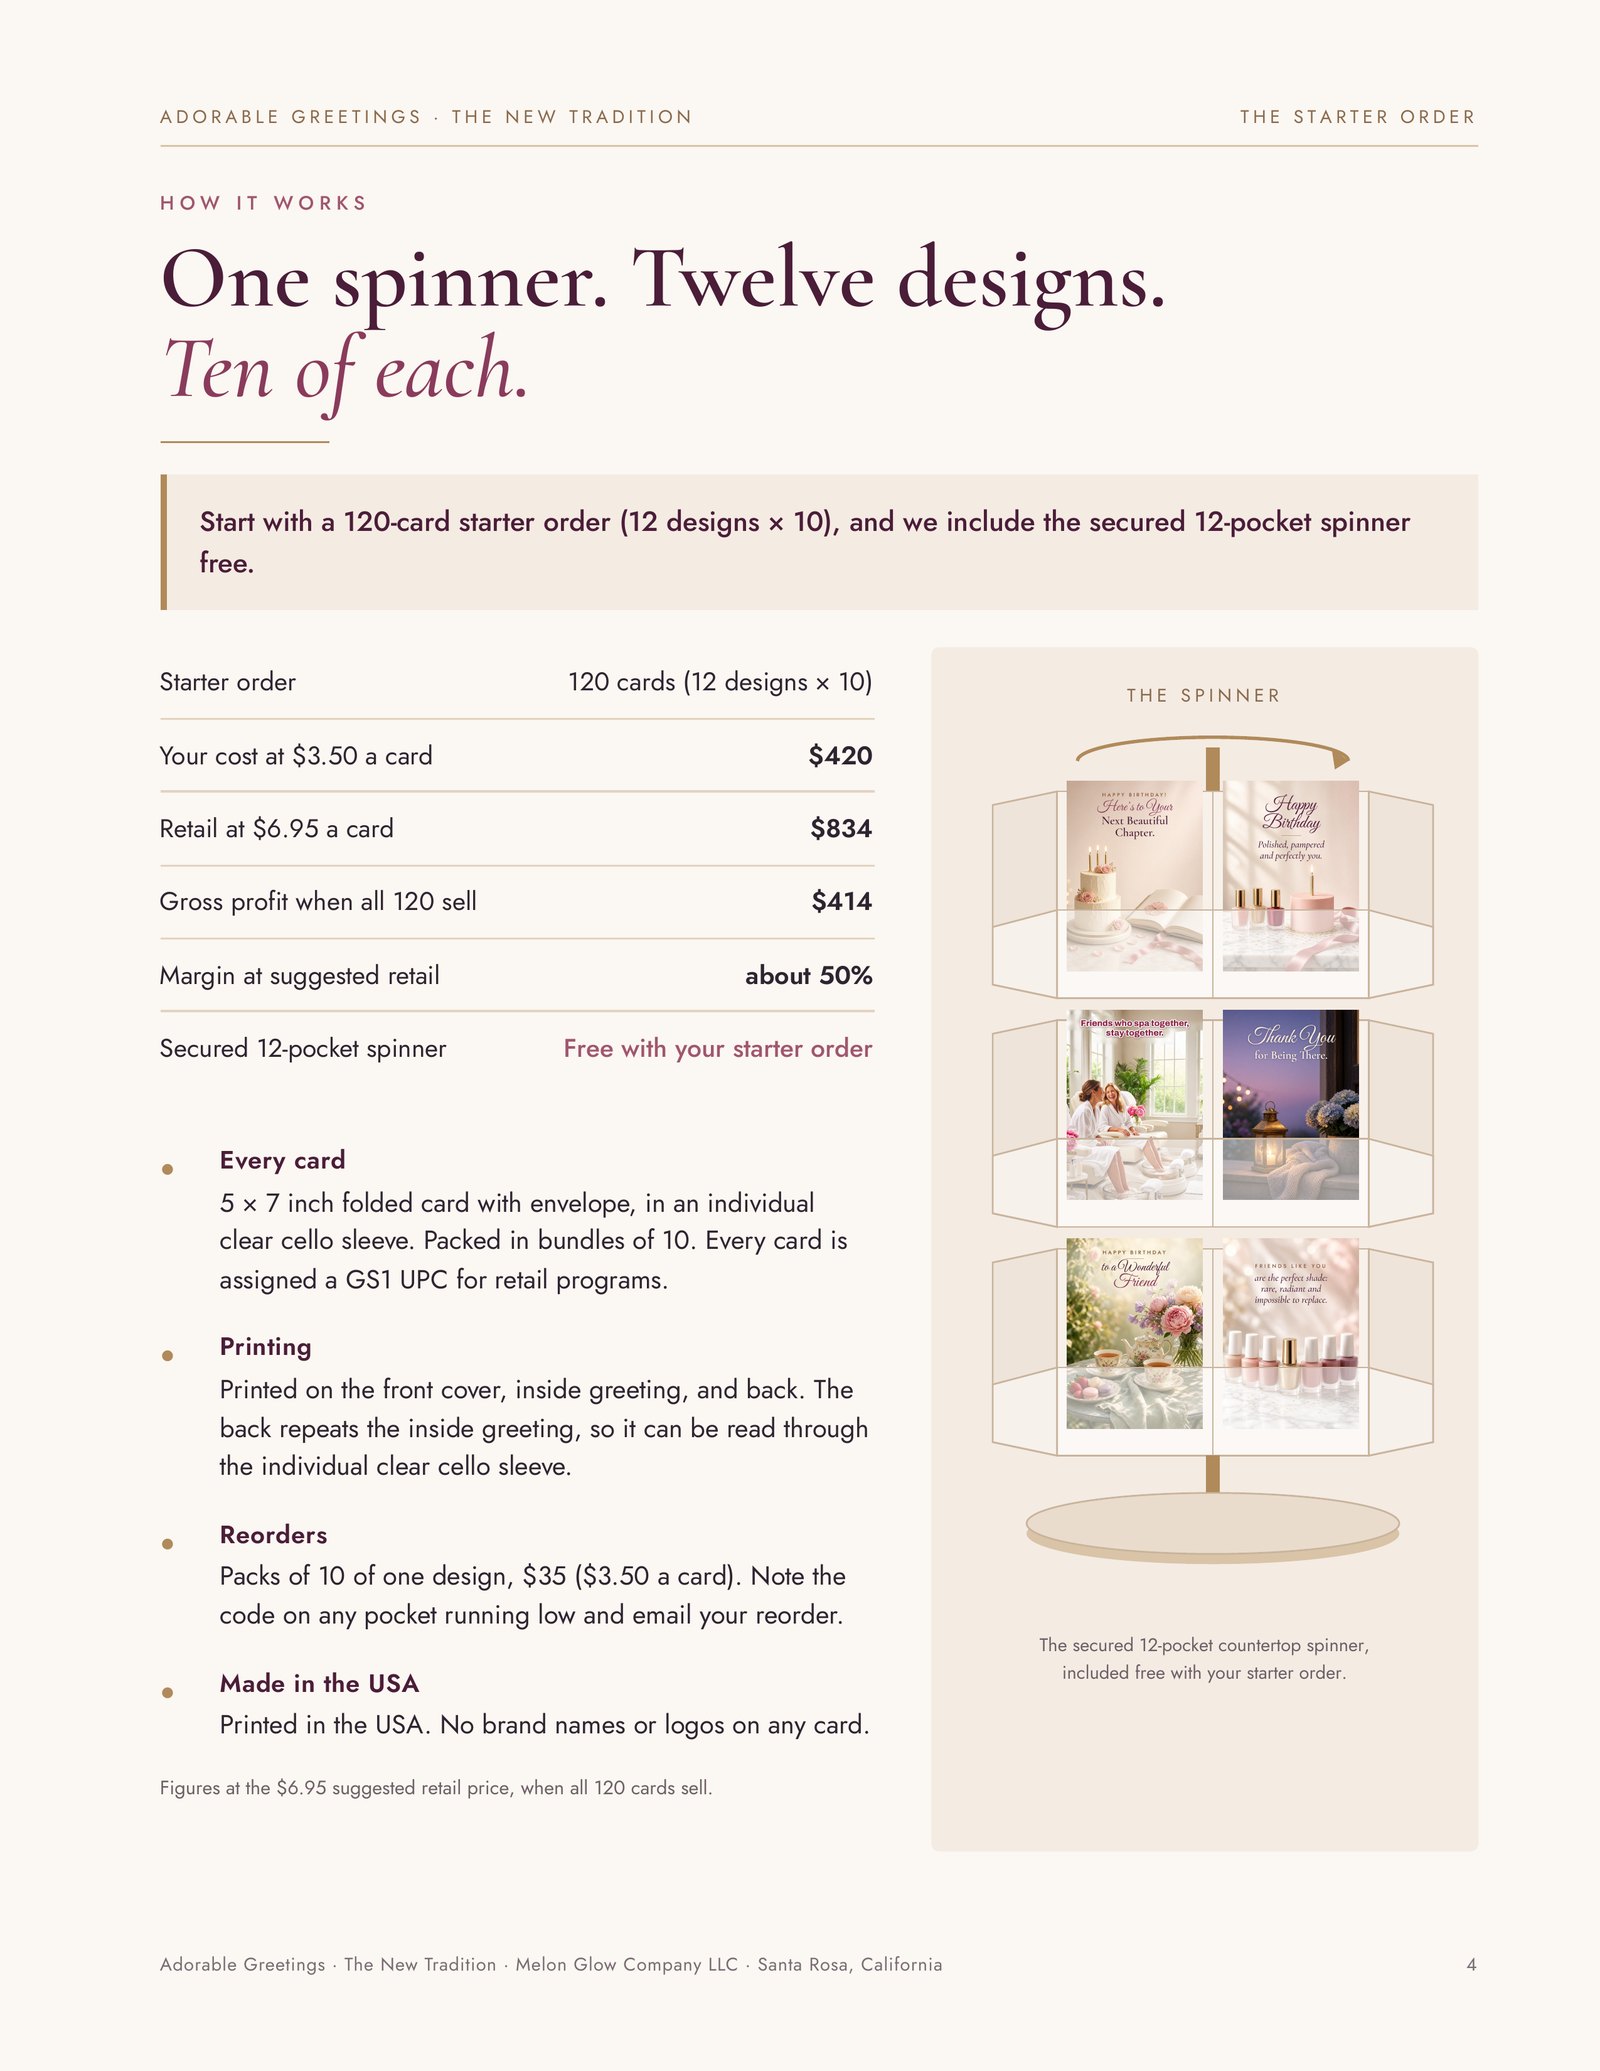 ADORABLE GREETINGS · THE NEW TRADITION
THE STARTER ORDER
HOW IT WORKS
One spinner. Twelve designs.
Ten of each.
Start with a 120-card starter order (12 designs × 10), and we include the secured 12-pocket spinner
free.
Starter order 120 cards (12 designs × 10)
Your cost at $3.50 a card $420
Retail at $6.95 a card $834
Gross profit when all 120 sell $414
Margin at suggested retail about 50%
Secured 12-pocket spinner Free with your starter order
• Every card
5 × 7 inch folded card with envelope, in an individual
clear cello sleeve. Packed in bundles of 10. Every card is
assigned a GS1 UPC for retail programs.
• Printing
Printed on the front cover, inside greeting, and back. The
back repeats the inside greeting, so it can be read through
the individual clear cello sleeve.
• Reorders
Packs of 10 of one design, $35 ($3.50 a card). Note the
code on any pocket running low and email your reorder.
• Made in the USA
Printed in the USA. No brand names or logos on any card.
Figures at the $6.95 suggested retail price, when all 120 cards sell.
THE SPINNER
HAPPY BIRTHDAY!
Here's to Your
Next Beautiful
Chapter.
Happy
Birthday
Polished, pampered
and perfectly you.
Friends who spa together,
stay together.
Thank You
for Being There.
HAPPY BIRTHDAY
to a Wonderful
Friend
FRIENDS LIKE YOU
are the perfect shade:
rare, radiant and
impossible to replace.
The secured 12-pocket countertop spinner,
included free with your starter order.
Adorable Greetings · The New Tradition · Melon Glow Company LLC · Santa Rosa, California
4